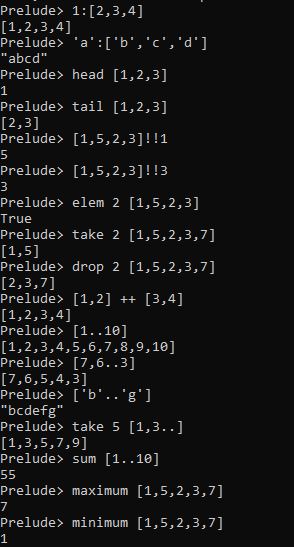 Prelude> 1:[2,3,4]
[1,2,3,4]
Prelude> 'a':['b','c','d']
"abcd"
Prelude> head [1,2,3]
1
Prelude> tail [1,2,3]
[2,3]
Prelude> [1,5,2,3]!!1
5
Prelude> [1,5,2,3]!!3
3
Prelude> elem 2 [1,5,2,3]
True
Prelude> take 2 [1,5,2,3,7]
[1,5]
Prelude> drop 2 [1,5,2,3,7]
[2,3,7]
Prelude> [1,2] ++ [3,4]
[1,2,3,4]
Prelude> [1..10]
[1,2,3,4,5,6,7,8,9,10]
Prelude> [7,6..3]
[7,6,5,4,3]
Prelude> ['b'..'g']
"bcdefg"
Prelude> take 5 [1,3..]
[1,3,5,7,9]
Prelude> sum [1..10]
55
Prelude> maximum [1,5,2,3,7]
7
Prelude> minimum [1,5,2,3,7]
1